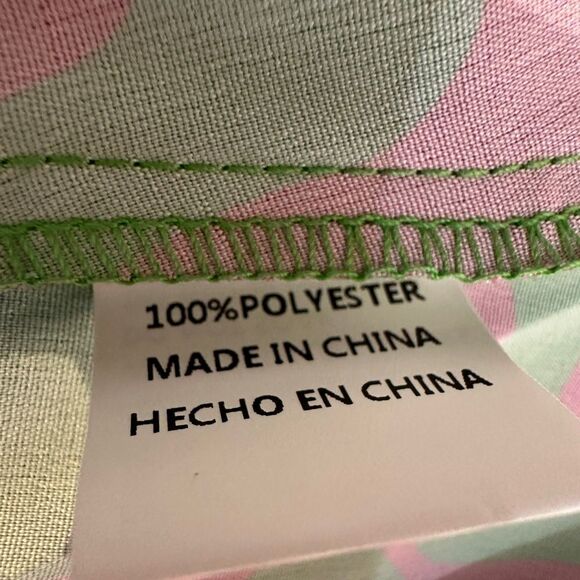 100%POLYESTER
MADE IN CHINA
HECHO EN CHINA